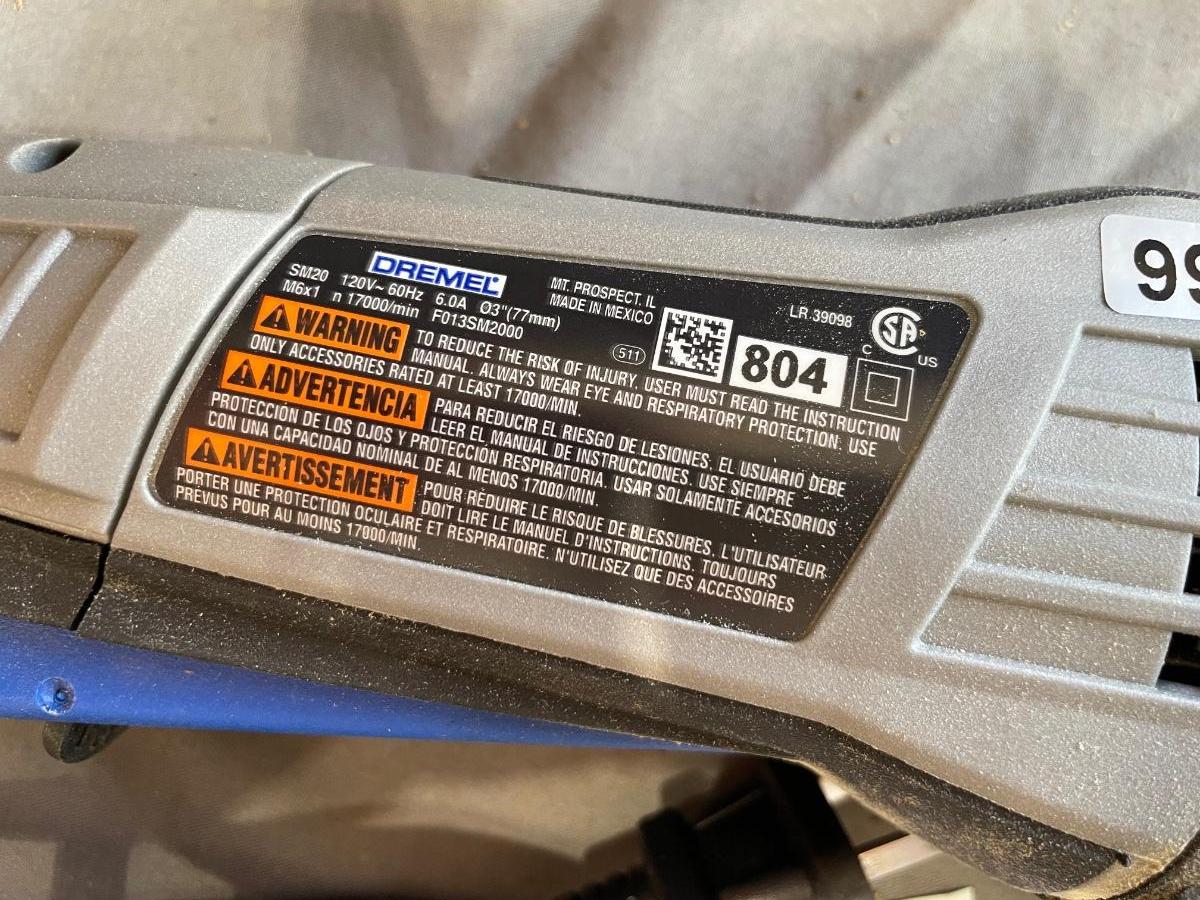 DREMEL
SM20 120V~ 60Hz 6.0A Ø3"(77mm)
M6x1 n 17000/min F013SM2000
MT. PROSPECT. IL
MADE IN MEXICO
LR 39098
SA
C US
511
804
WARNING TO REDUCE THE RISK OF INJURY, USER MUST READ THE INSTRUCTION
MANUAL. ALWAYS WEAR EYE AND RESPIRATORY PROTECTION. USE
ONLY ACCESSORIES RATED AT LEAST 17000/MIN.
ADVERTENCIA PARA REDUCIR EL RIESGO DE LESIONES, EL USUARIO DEBE
LEER EL MANUAL DE INSTRUCCIONES. USE SIEMPRE
PROTECCIÓN DE LOS OJOS Y PROTECCIÓN RESPIRATORIA. USAR SOLAMENTE ACCESORIOS
CON UNA CAPACIDAD NOMINAL DE AL MENOS 17000/MIN.
AVERTISSEMENT POUR RÉDUIRE LE RISQUE DE BLESSURES, L'UTILISATEUR
DOIT LIRE LE MANUEL D'INSTRUCTIONS, TOUJOURS
PORTER UNE PROTECTION OCULAIRE ET RESPIRATOIRE. N'UTILISEZ QUE DES ACCESSOIRES
PRÉVUS POUR AU MOINS 17000/MIN.
99